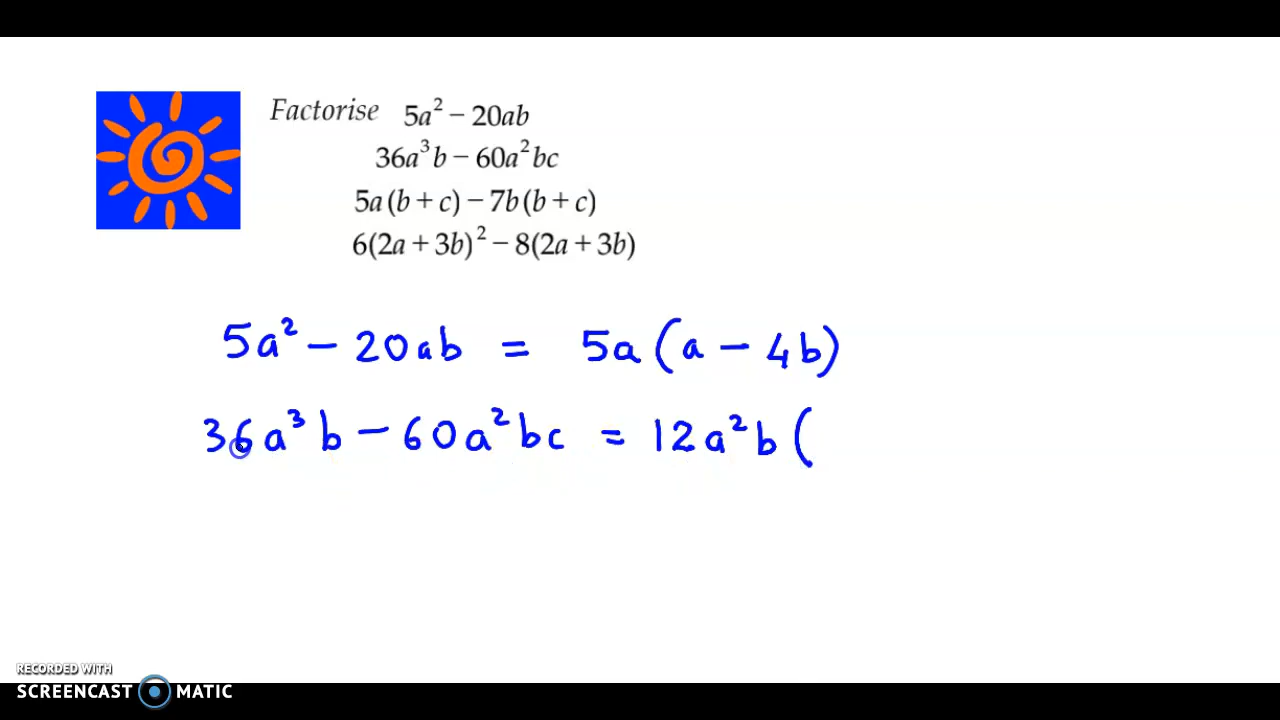 Factorise 5a² − 20ab
36a³b − 60a²bc
5a(b + c) − 7b(b + c)
6(2a + 3b)² − 8(2a + 3b)
5a² − 20ab = 5a(a − 4b)
36a³b − 60a²bc = 12a²b(
RECORDED WITH
SCREENCAST MATIC